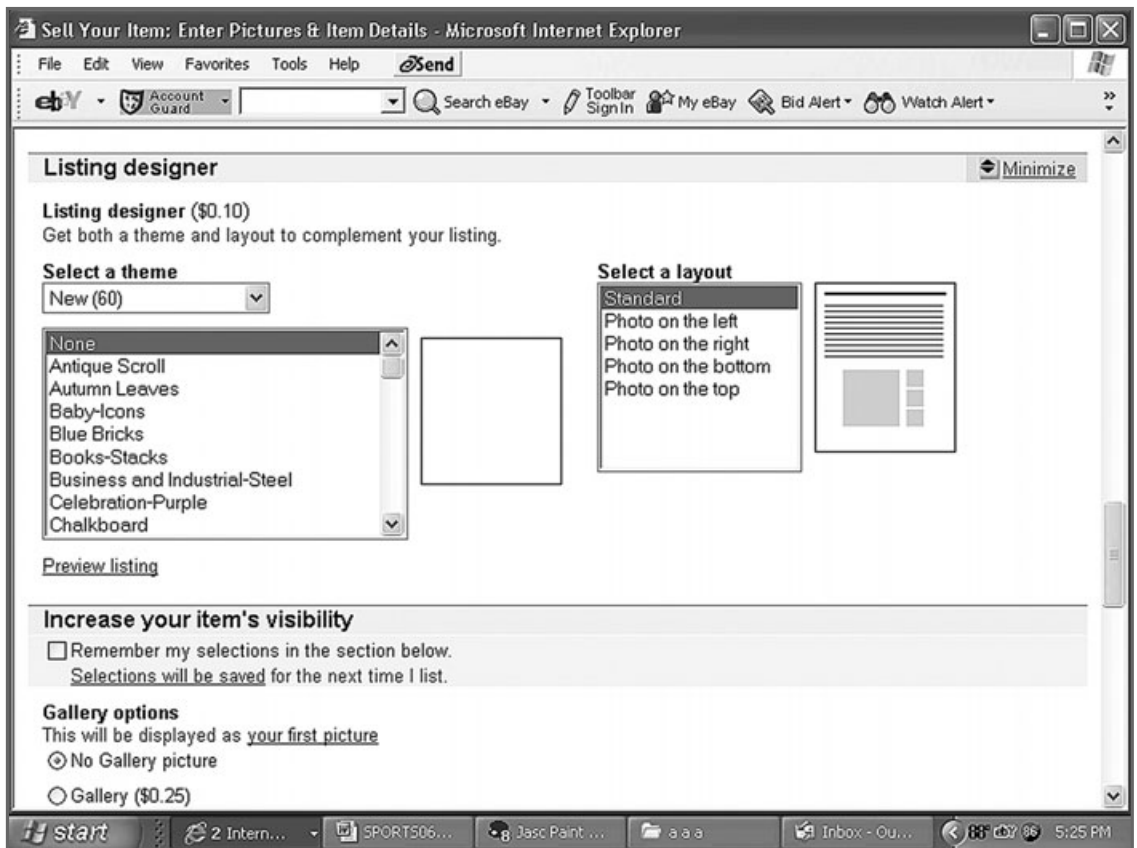 Sell Your Item: Enter Pictures & Item Details - Microsoft Internet Explorer
File Edit View Favorites Tools Help Send
ebY Account Guard Search eBay Toolbar Sign In My eBay Bid Alert Watch Alert
Listing designer Minimize
Listing designer ($0.10)
Get both a theme and layout to complement your listing.
Select a theme
New (60)
None
Antique Scroll
Autumn Leaves
Baby-Icons
Blue Bricks
Books-Stacks
Business and Industrial-Steel
Celebration-Purple
Chalkboard
Select a layout
Standard
Photo on the left
Photo on the right
Photo on the bottom
Photo on the top
Preview listing
Increase your item's visibility
Remember my selections in the section below.
Selections will be saved for the next time I list.
Gallery options
This will be displayed as your first picture
No Gallery picture
Gallery ($0.25)
start 2 Intern... SPORTS06... Jasc Paint ... a a a Inbox - Ou... 88° 86 5:25 PM